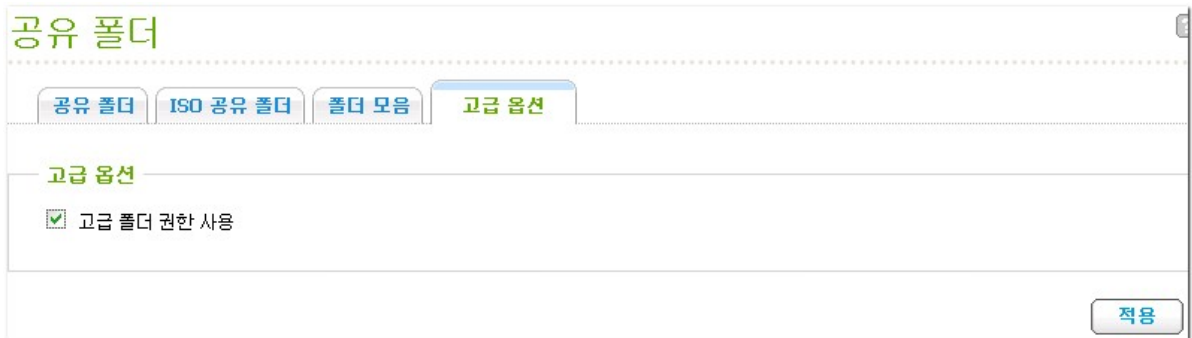 공유 폴더
공유 폴더
ISO 공유 폴더
폴더 모음
고급 옵션
고급 옵션
고급 폴더 권한 사용
적용